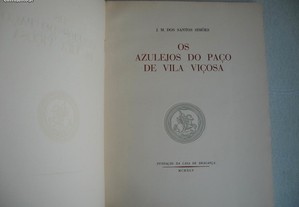 J. M. DOS SANTOS SIMÕES
OS
AZULEJOS DO PAÇO
DE VILA VIÇOSA
FUNDAÇÃO DA CASA DE BRAGANÇA